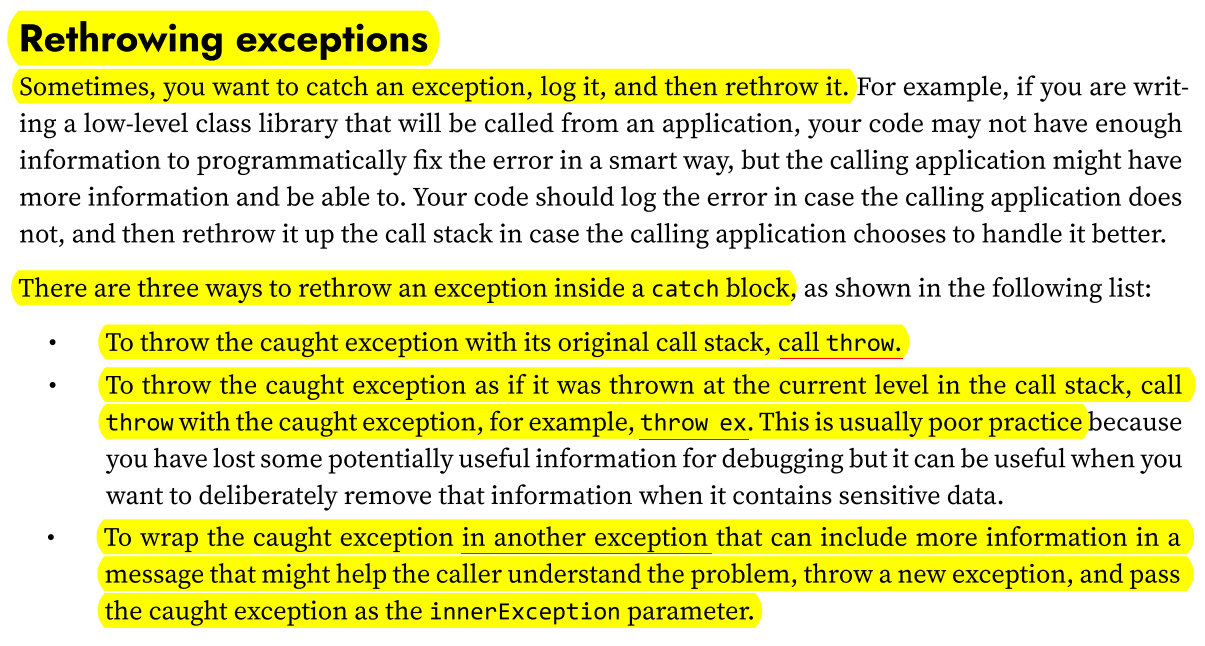 Rethrowing exceptions
Sometimes, you want to catch an exception, log it, and then rethrow it. For example, if you are writ-
ing a low-level class library that will be called from an application, your code may not have enough
information to programmatically fix the error in a smart way, but the calling application might have
more information and be able to. Your code should log the error in case the calling application does
not, and then rethrow it up the call stack in case the calling application chooses to handle it better.
There are three ways to rethrow an exception inside a catch block, as shown in the following list:
• To throw the caught exception with its original call stack, call throw.
• To throw the caught exception as if it was thrown at the current level in the call stack, call
throw with the caught exception, for example, throw ex. This is usually poor practice because
you have lost some potentially useful information for debugging but it can be useful when you
want to deliberately remove that information when it contains sensitive data.
• To wrap the caught exception in another exception that can include more information in a
message that might help the caller understand the problem, throw a new exception, and pass
the caught exception as the innerException parameter.